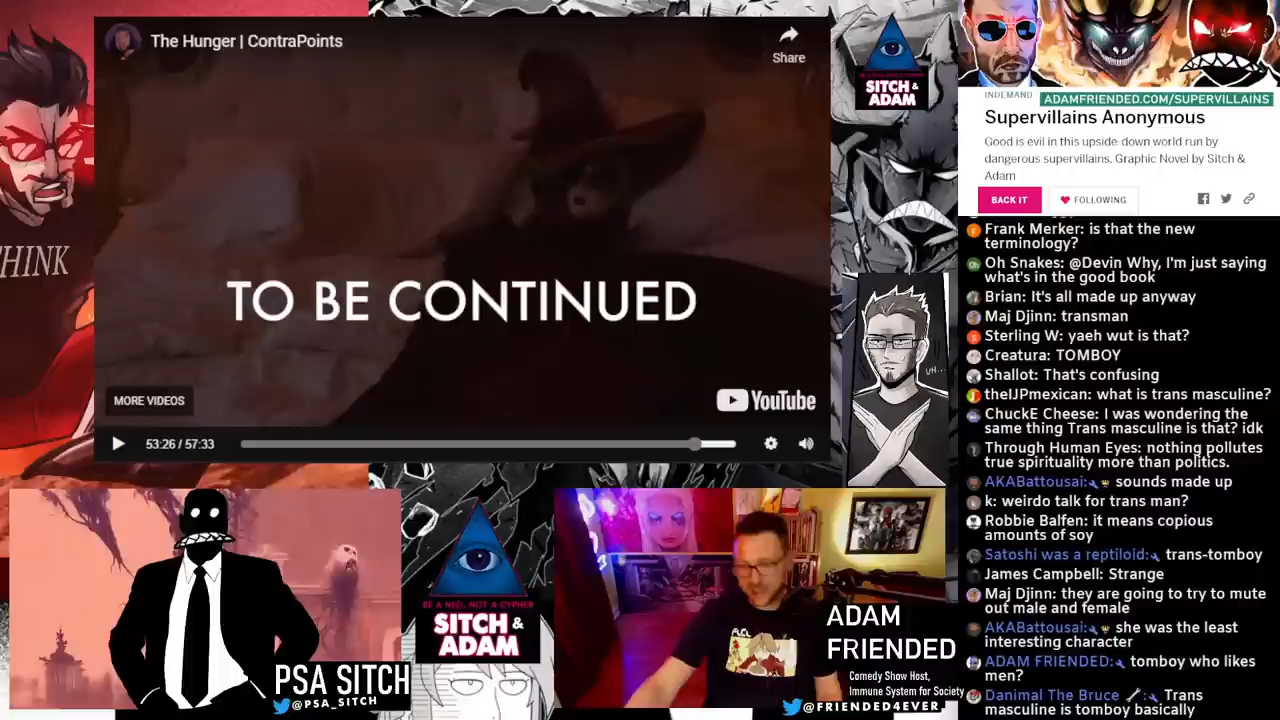 The Hunger | ContraPoints
Share
TO BE CONTINUED
MORE VIDEOS
YouTube
53:26 / 57:33
THINK
SITCH &
ADAM
UH...
INDEMAND
ADAMFRIENDED.COM/SUPERVILLAINS
Supervillains Anonymous
Good is evil in this upside-down world run by
dangerous supervillains. Graphic Novel by Sitch &
Adam
BACK IT
FOLLOWING
Frank Merker: is that the new
terminology?
Oh Snakes: @Devin Why, I'm just saying
what's in the good book
Brian: It's all made up anyway
Maj Djinn: transman
Sterling W: yaeh wut is that?
Creatura: TOMBOY
Shallot: That's confusing
theIJPmexican: what is trans masculine?
ChuckE Cheese: I was wondering the
same thing Trans masculine is that? idk
Through Human Eyes: nothing pollutes
true spirituality more than politics.
AKABattousai: sounds made up
k: weirdo talk for trans man?
Robbie Balfen: it means copious
amounts of soy
Satoshi was a reptiloid: trans-tomboy
James Campbell: Strange
Maj Djinn: they are going to try to mute
out male and female
AKABattousai: she was the least
interesting character
ADAM FRIENDED: tomboy who likes
men?
Danimal The Bruce : Trans
masculine is tomboy basically
PSA SITCH
@PSA_SITCH
BE A NEO, NOT A CYPHER
SITCH &
ADAM
ADAM
FRIENDED
Comedy Show Host,
Immune System for Society
@FRIENDED4EVER